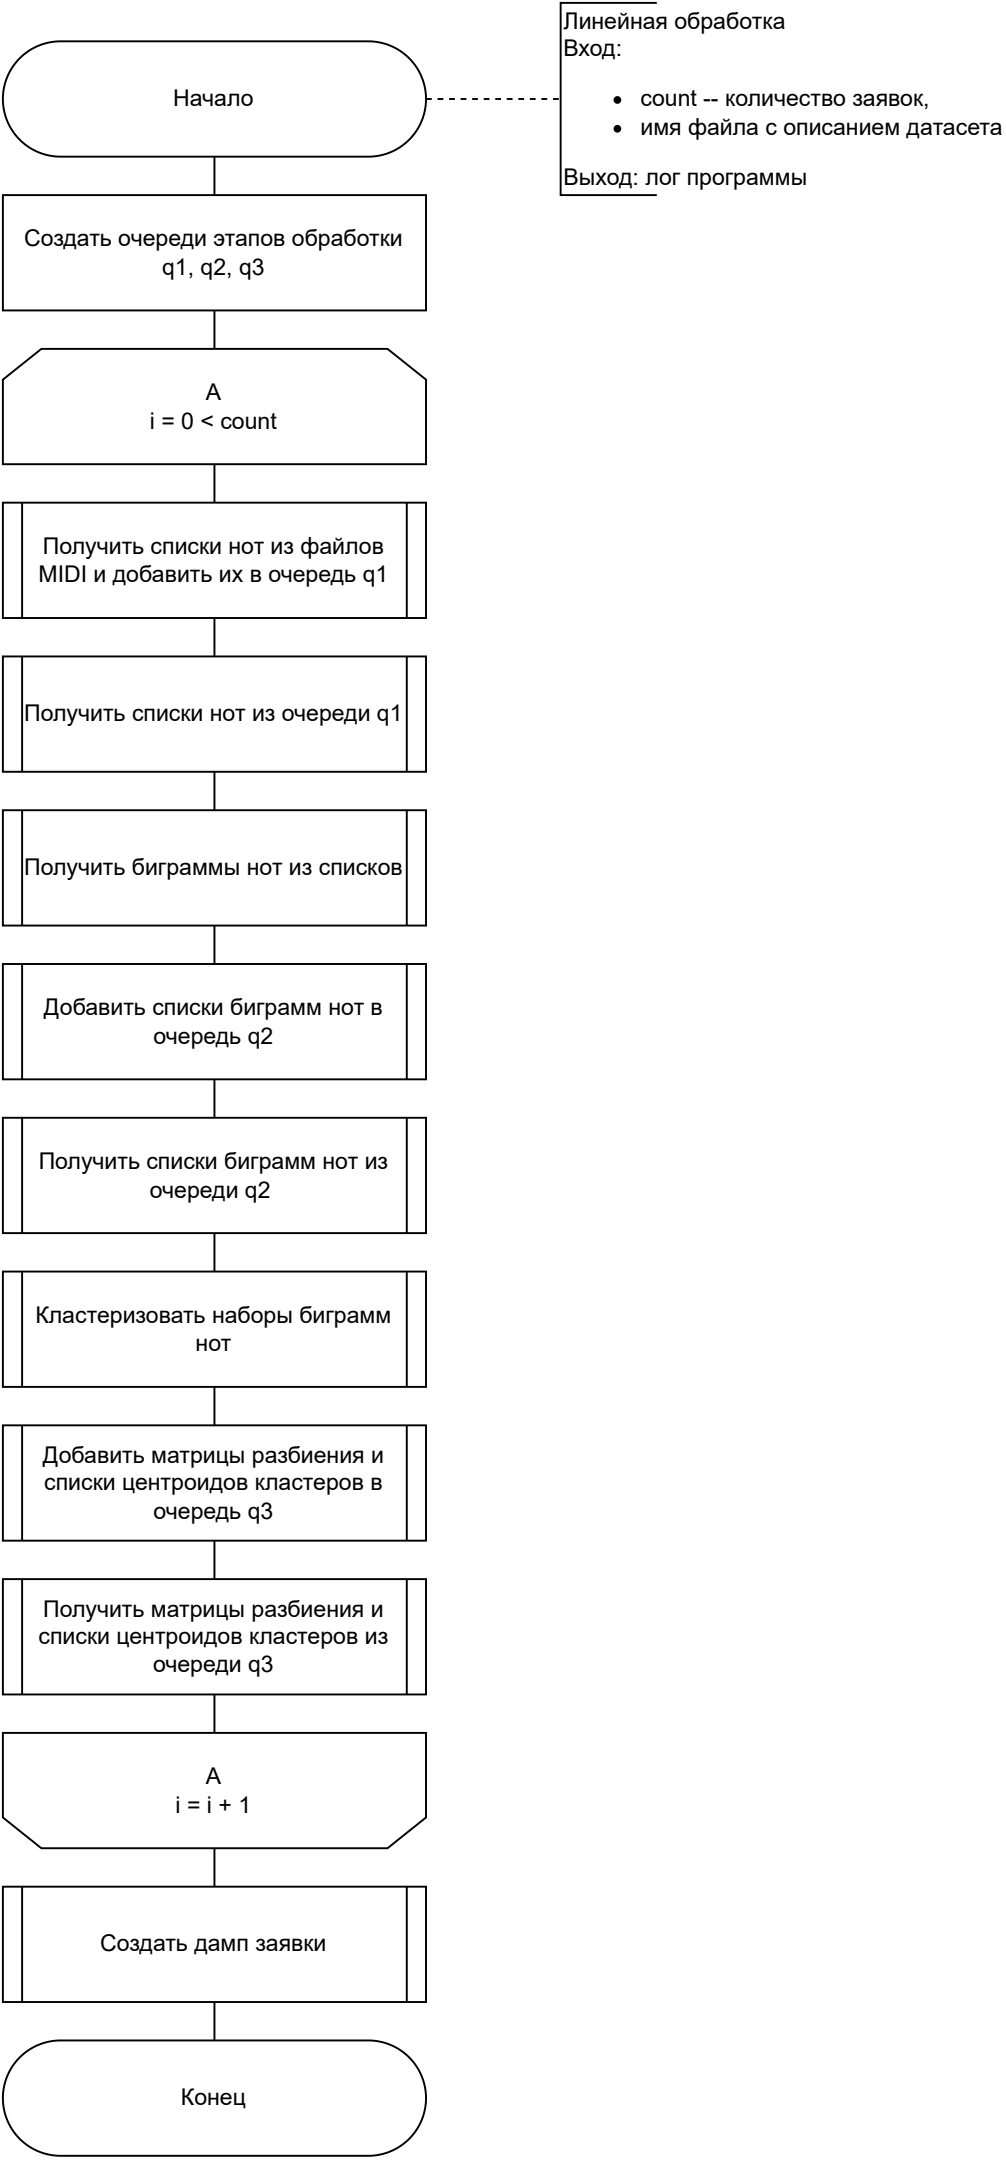 Линейная обработка
Вход:
count -- количество заявок,
имя файла с описанием датасета
Выход: лог программы
Начало
Создать очереди этапов обработки
q1, q2, q3
A
i = 0 < count
Получить списки нот из файлов
MIDI и добавить их в очередь q1
Получить списки нот из очереди q1
Получить биграммы нот из списков
Добавить списки биграмм нот в
очередь q2
Получить списки биграмм нот из
очереди q2
Кластеризовать наборы биграмм
нот
Добавить матрицы разбиения и
списки центроидов кластеров в
очередь q3
Получить матрицы разбиения и
списки центроидов кластеров из
очереди q3
A
i = i + 1
Создать дамп заявки
Конец